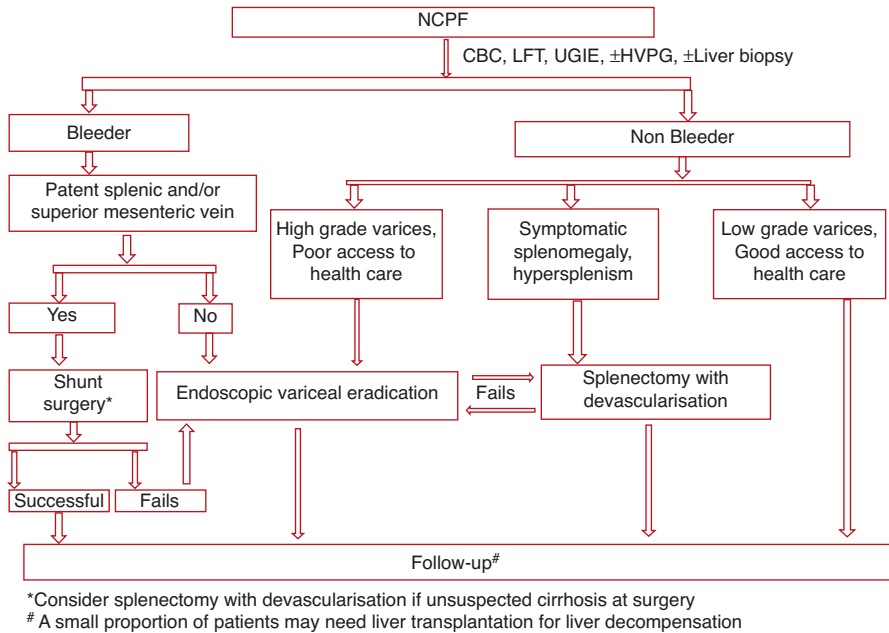 NCPF
CBC, LFT, UGIE, ±HVPG, ±Liver biopsy
Bleeder
Non Bleeder
Patent splenic and/or
superior mesenteric vein
High grade varices,
Poor access to
health care
Symptomatic
splenomegaly,
hypersplenism
Low grade varices,
Good access to
health care
Yes
No
Shunt
surgery*
Endoscopic variceal eradication
Fails
Splenectomy with
devascularisation
Successful
Fails
Follow-up#
*Consider splenectomy with devascularisation if unsuspected cirrhosis at surgery
# A small proportion of patients may need liver transplantation for liver decompensation